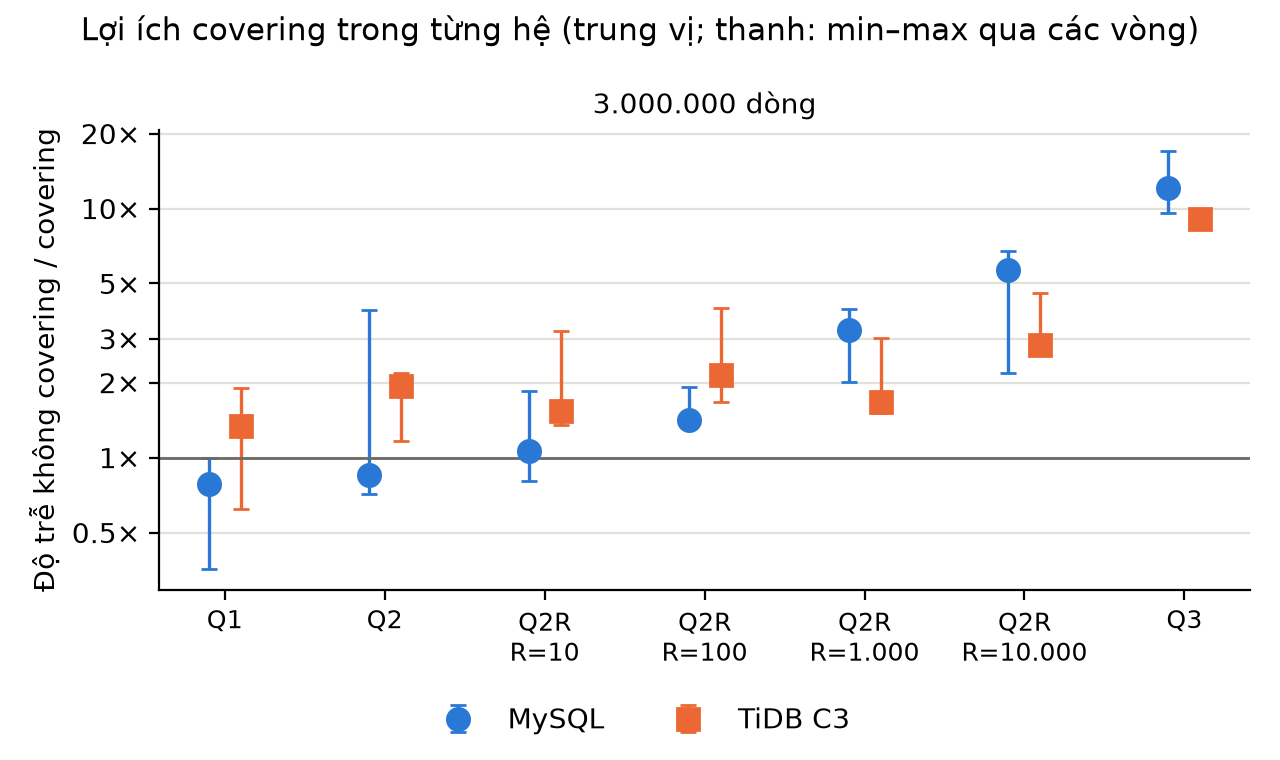 Lợi ích covering trong từng hệ (trung vị; thanh: min–max qua các vòng)
3.000.000 dòng
Độ trễ không covering / covering
20×
10×
5×
3×
2×
1×
0.5×
Q1
Q2
Q2R
R=10
Q2R
R=100
Q2R
R=1.000
Q2R
R=10.000
Q3
MySQL
TiDB C3